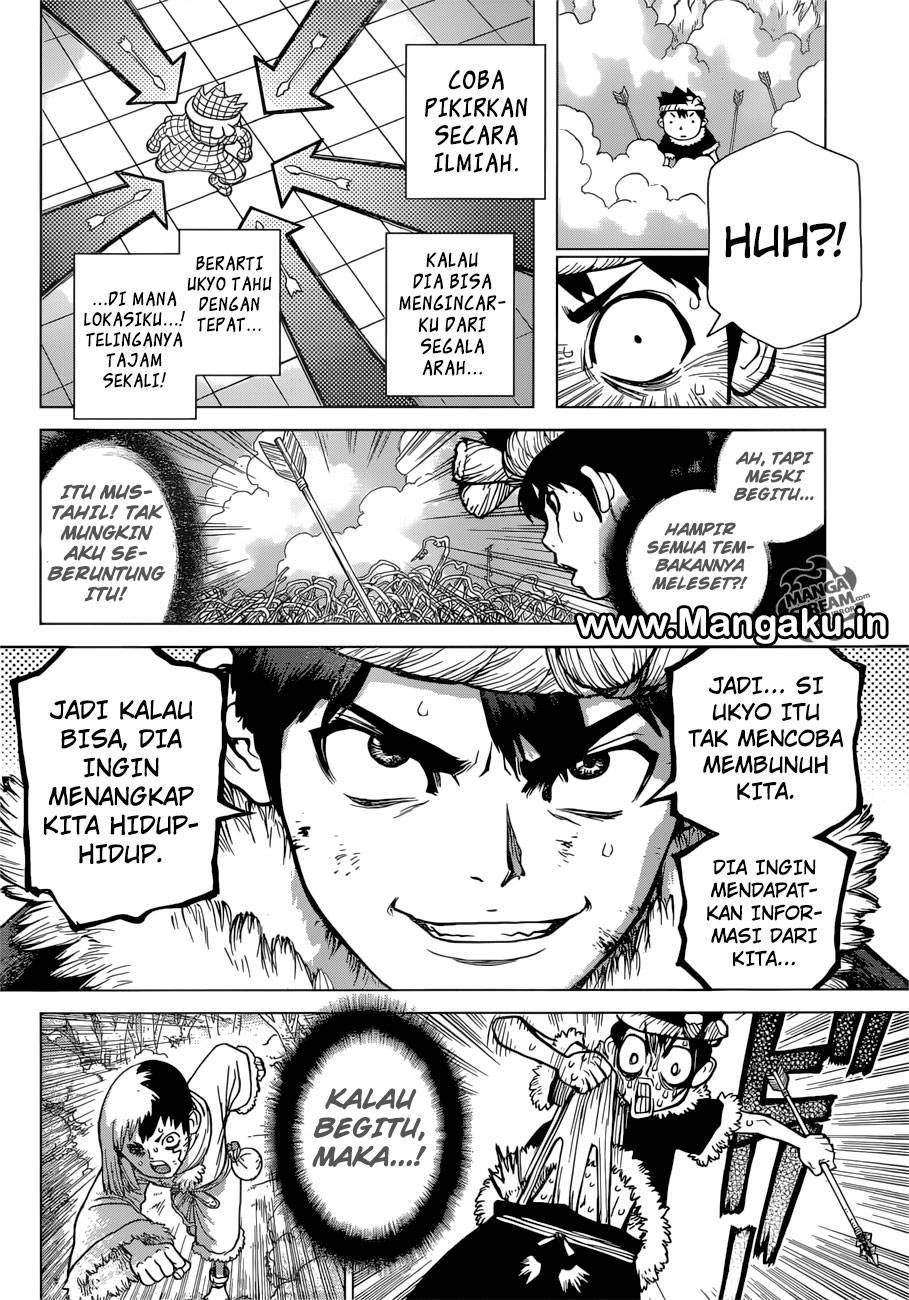 HUH?!
COBA
PIKIRKAN
SECARA
ILMIAH.
KALAU
DIA BISA
MENGINCAR-
KU DARI
SEGALA
ARAH...
BERARTI
UKYO TAHU
DENGAN
TEPAT...
...DI MANA
LOKASIKU...!
TELINGANYA
TAJAM
SEKALI!
AH, TAPI
MESKI
BEGITU...
HAMPIR
SEMUA TEM-
BAKANNYA
MELESET?!
ITU MUS-
TAHIL! TAK
MUNGKIN
AKU SE-
BERUNTUNG
ITU!
MANGA
www.Mangaku.in
JADI... SI
UKYO ITU
TAK MENCOBA
MEMBUNUH
KITA.
DIA INGIN
MENDAPAT-
KAN INFOR-
MASI DARI
KITA...
JADI KALAU
BISA, DIA
INGIN
MENANGKAP
KITA HIDUP-
HIDUP.
KALAU
BEGITU,
MAKA...!